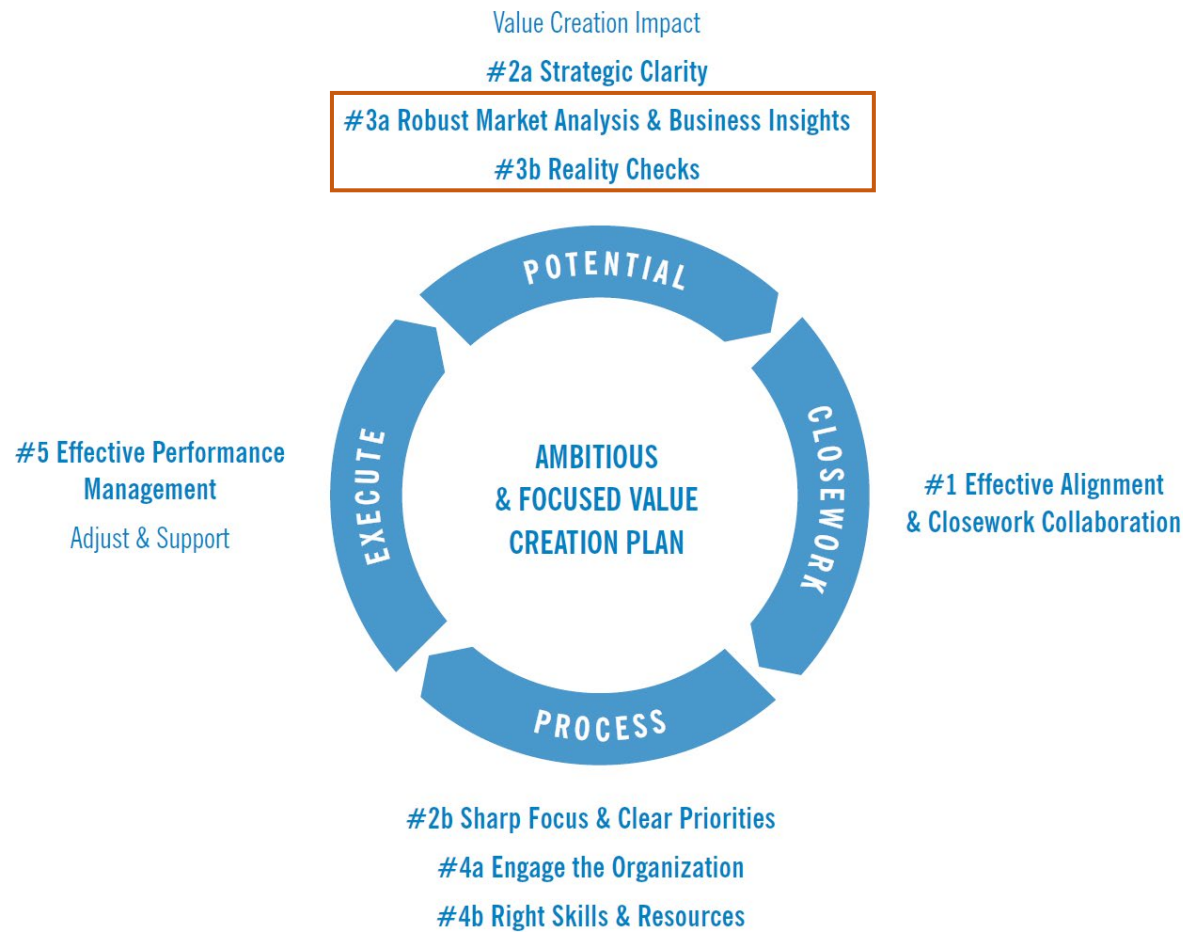 Value Creation Impact
#2a Strategic Clarity
#3a Robust Market Analysis & Business Insights
#3b Reality Checks
POTENTIAL
CLOSEWORK
#1 Effective Alignment
& Closework Collaboration
AMBITIOUS
& FOCUSED VALUE
CREATION PLAN
EXECUTE
#5 Effective Performance
Management
Adjust & Support
PROCESS
#2b Sharp Focus & Clear Priorities
#4a Engage the Organization
#4b Right Skills & Resources